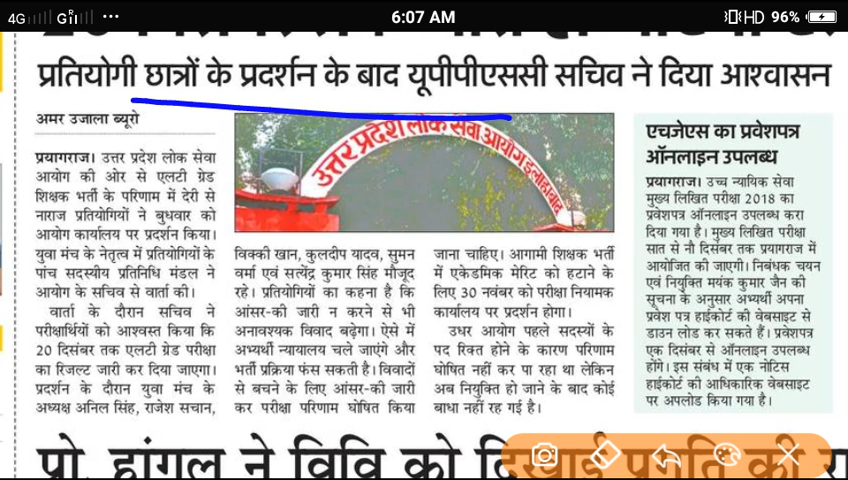 4G G R ... 6:07 AM HD 96%
प्रतियोगी छात्रों के प्रदर्शन के बाद यूपीपीएससी सचिव ने दिया आश्वासन
अमर उजाला ब्यूरो
प्रयागराज। उत्तर प्रदेश लोक सेवा
आयोग की ओर से एलटी ग्रेड
शिक्षक भर्ती के परिणाम में देरी से
नाराज प्रतियोगियों ने बुधवार को
आयोग कार्यालय पर प्रदर्शन किया।
युवा मंच के नेतृत्व में प्रतियोगियों के
पांच सदस्यीय प्रतिनिधि मंडल ने
आयोग के सचिव से वार्ता की।
वार्ता के दौरान सचिव ने
परीक्षार्थियों को आश्वस्त किया कि
20 दिसंबर तक एलटी ग्रेड परीक्षा
का रिजल्ट जारी कर दिया जाएगा।
प्रदर्शन के दौरान युवा मंच के
अध्यक्ष अनिल सिंह, राजेश सचान,
उत्तर प्रदेश लोक सेवा आयोग इलाहाबाद
विक्की खान, कुलदीप यादव, सुमन
वर्मा एवं सत्येंद्र कुमार सिंह मौजूद
रहे। प्रतियोगियों का कहना है कि
आंसर-की जारी न करने से भी
अनावश्यक विवाद बढ़ेगा। ऐसे में
अभ्यर्थी न्यायालय चले जाएंगे और
भर्ती प्रक्रिया फंस सकती है। विवादों
से बचने के लिए आंसर-की जारी
कर परीक्षा परिणाम घोषित किया
जाना चाहिए। आगामी शिक्षक भर्ती
में एकेडमिक मेरिट को हटाने के
लिए 30 नवंबर को परीक्षा नियामक
कार्यालय पर प्रदर्शन होगा।
उधर आयोग पहले सदस्यों के
पद रिक्त होने के कारण परिणाम
घोषित नहीं कर पा रहा था लेकिन
अब नियुक्ति हो जाने के बाद कोई
बाधा नहीं रह गई है।
एचजेएस का प्रवेशपत्र
ऑनलाइन उपलब्ध
प्रयागराज। उच्च न्यायिक सेवा
मुख्य लिखित परीक्षा 2018 का
प्रवेशपत्र ऑनलाइन उपलब्ध करा
दिया गया है। मुख्य लिखित परीक्षा
सात से नौ दिसंबर तक प्रयागराज में
आयोजित की जाएगी। निबंधक चयन
एवं नियुक्ति मयंक कुमार जैन की
सूचना के अनुसार अभ्यर्थी अपना
प्रवेश पत्र हाईकोर्ट की वेबसाइट से
डाउन लोड कर सकते हैं। प्रवेशपत्र
एक दिसंबर से ऑनलाइन उपलब्ध
होंगे। इस संबंध में एक नोटिस
हाईकोर्ट की आधिकारिक वेबसाइट
पर अपलोड किया गया है।
प्रो. हांगलू ने विवि को दिखाई प्रगति की